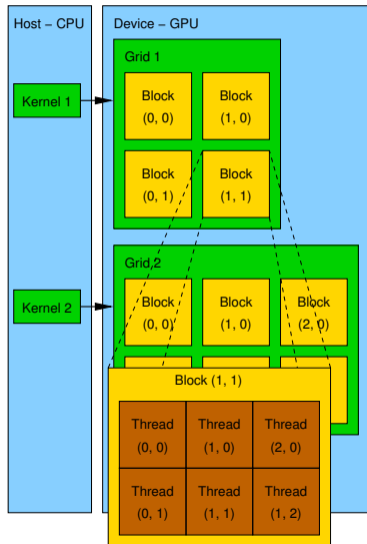 Host – CPU
Device – GPU
Grid 1
Kernel 1
Block
(0, 0)
Block
(1, 0)
Block
(0, 1)
Block
(1, 1)
Grid 2
Kernel 2
Block
(0, 0)
Block
(1, 0)
Block
(2, 0)
Block (1, 1)
Thread
(0, 0)
Thread
(1, 0)
Thread
(2, 0)
Thread
(0, 1)
Thread
(1, 1)
Thread
(1, 2)